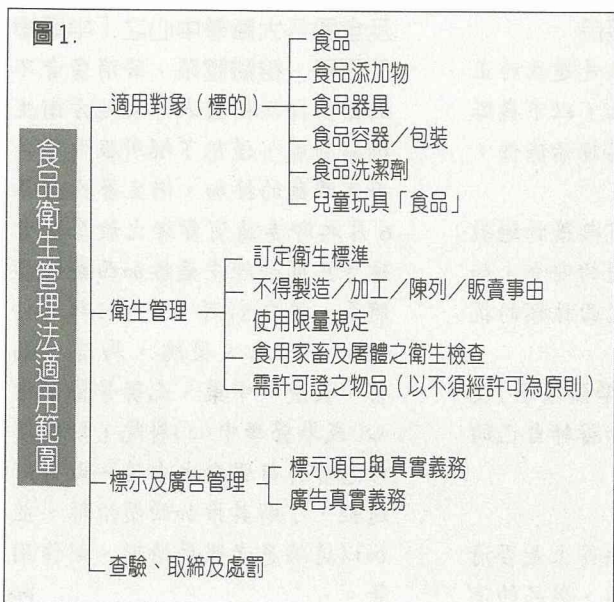 圖1.
食品衛生管理法適用範圍
適用對象(標的)
食品
食品添加物
食品器具
食品容器/包裝
食品洗潔劑
兒童玩具「食品」
衛生管理
訂定衛生標準
不得製造/加工/陳列/販賣事由
使用限量規定
食用家畜及屠體之衛生檢查
需許可證之物品(以不須經許可為原則)
標示及廣告管理
標示項目與真實義務
廣告真實義務
查驗、取締及處罰